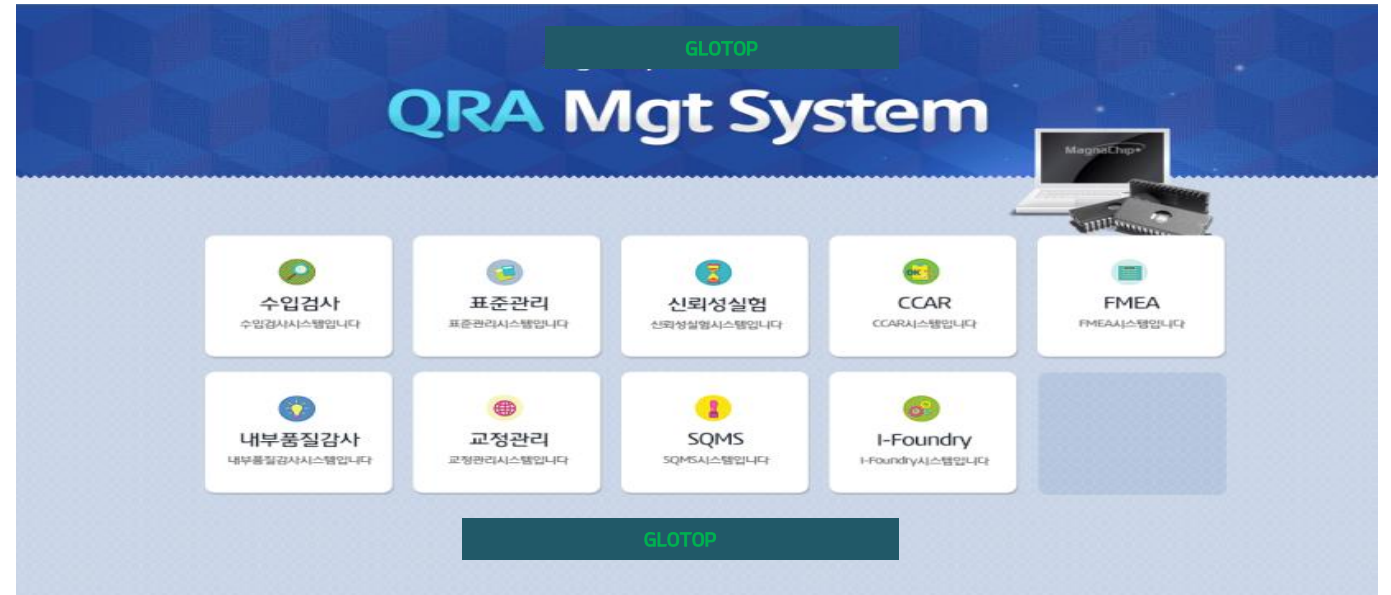 GLOTOP
QRA Mgt System
MagnaChip
수입검사
수입검사시스템입니다
표준관리
표준관리시스템입니다
신뢰성실험
신뢰성실험시스템입니다
OK
CCAR
CCAR시스템입니다
FMEA
FMEA시스템입니다
내부품질감사
내부품질감사시스템입니다
교정관리
교정관리시스템입니다
SQMS
SQMS시스템입니다
I-Foundry
I-Foundry시스템입니다
GLOTOP